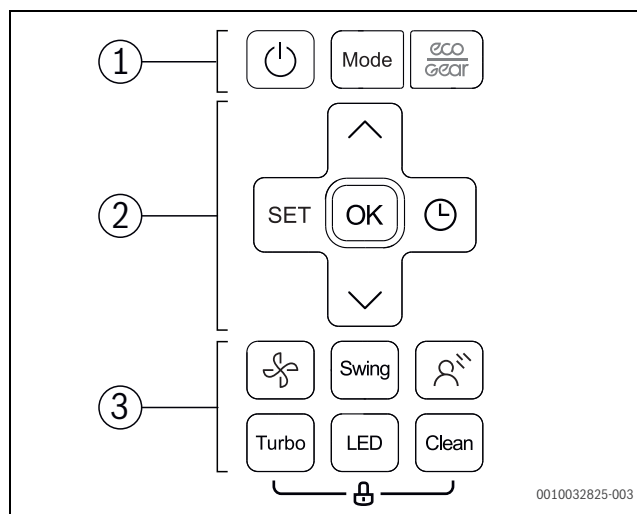 1
Mode
eco
Gear
2
SET OK
3
Swing
Turbo LED Clean
0010032825-003